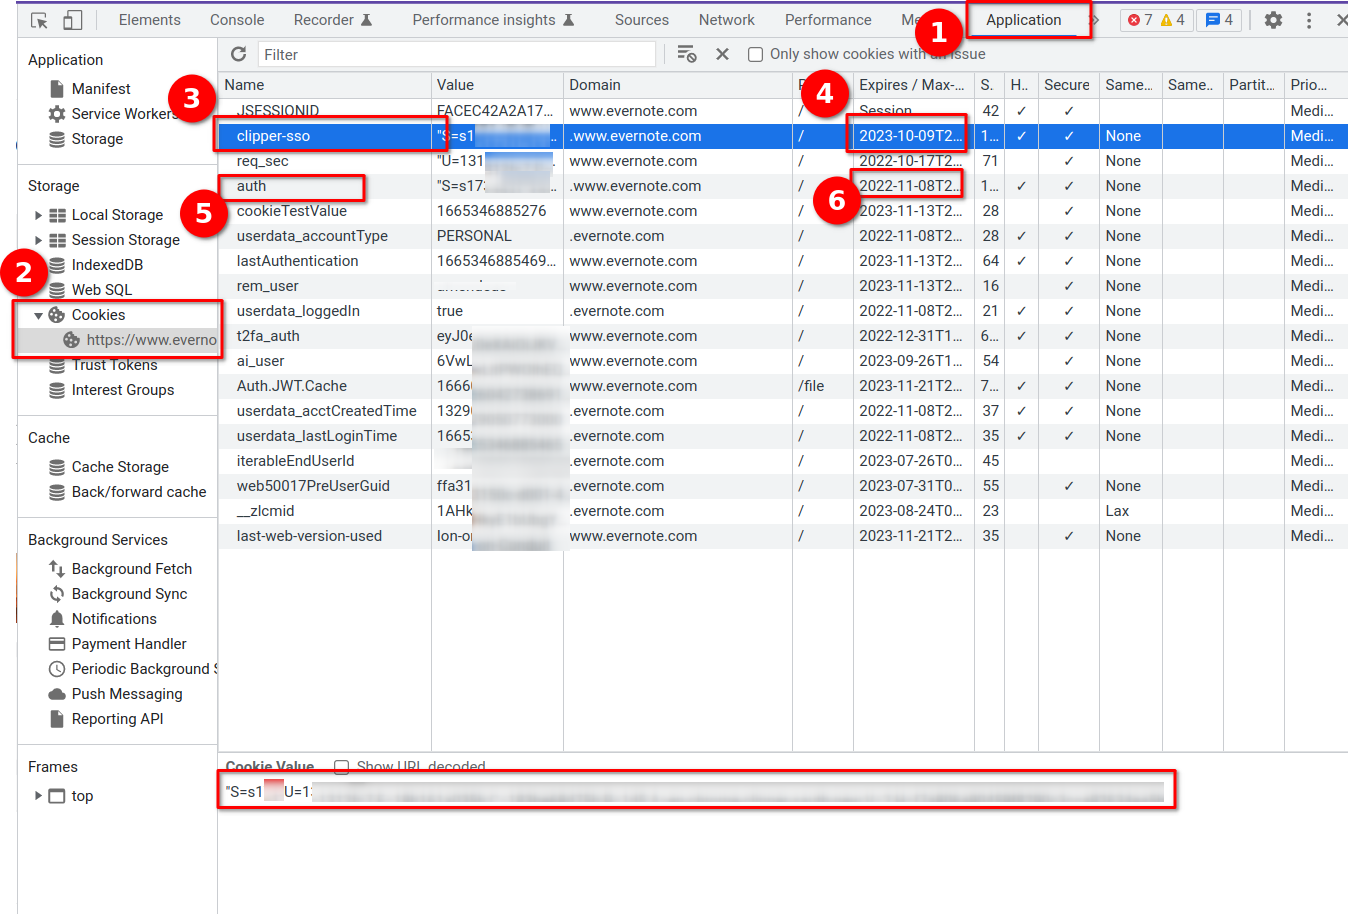 Elements Console Recorder Performance insights Sources Network Performance Me 1 Application » 7 4 4
Application
Manifest
Service Workers
Storage
Storage
Local Storage
Session Storage
IndexedDB
Web SQL
Cookies
https://www.everno
Trust Tokens
Interest Groups
Cache
Cache Storage
Back/forward cache
Background Services
Background Fetch
Background Sync
Notifications
Payment Handler
Periodic Background S
Push Messaging
Reporting API
Frames
top
2
3
5
Filter Only show cookies with an issue
Name Value Domain 4 Expires / Max-... S. H.. Secure Same... Same.. Partit... Prio...
JSESSIONID FACEC42A2A17... www.evernote.com / Session 42 ✓ ✓ Medi...
clipper-sso "S=s1 ... .www.evernote.com / 2023-10-09T2... 1... ✓ ✓ None Medi...
req_sec "U=131 . www.evernote.com / 2022-10-17T2... 71 ✓ None Medi...
auth "S=s17 ... .www.evernote.com / 2022-11-08T2... 1... ✓ ✓ None Medi...
6
cookieTestValue 1665346885276 www.evernote.com / 2023-11-13T2... 28 ✓ None Medi...
userdata_accountType PERSONAL .evernote.com / 2022-11-08T2... 28 ✓ ✓ None Medi...
lastAuthentication 1665346885469... www.evernote.com / 2023-11-13T2... 64 ✓ ✓ None Medi...
rem_user www.evernote.com / 2023-11-13T2... 16 ✓ None Medi...
userdata_loggedIn true .evernote.com / 2022-11-08T2... 21 ✓ ✓ None Medi...
t2fa_auth eyJ0e www.evernote.com / 2022-12-31T1... 6... ✓ ✓ None Medi...
ai_user 6VwL www.evernote.com / 2023-09-26T1... 54 ✓ None Medi...
Auth.JWT.Cache 1666 www.evernote.com /file 2023-11-21T2... 7... ✓ ✓ None Medi...
userdata_acctCreatedTime 1329 .evernote.com / 2022-11-08T2... 37 ✓ ✓ None Medi...
userdata_lastLoginTime 1665 .evernote.com / 2022-11-08T2... 35 ✓ ✓ None Medi...
iterableEndUserId .evernote.com / 2023-07-26T0... 45 Medi...
web50017PreUserGuid ffa31 .evernote.com / 2023-07-31T0... 55 ✓ None Medi...
__zlcmid 1AHk .evernote.com / 2023-08-24T0... 23 Lax Medi...
last-web-version-used lon-o www.evernote.com / 2023-11-21T2... 35 ✓ None Medi...
Cookie Value Show URL decoded
"S=s1 U=13